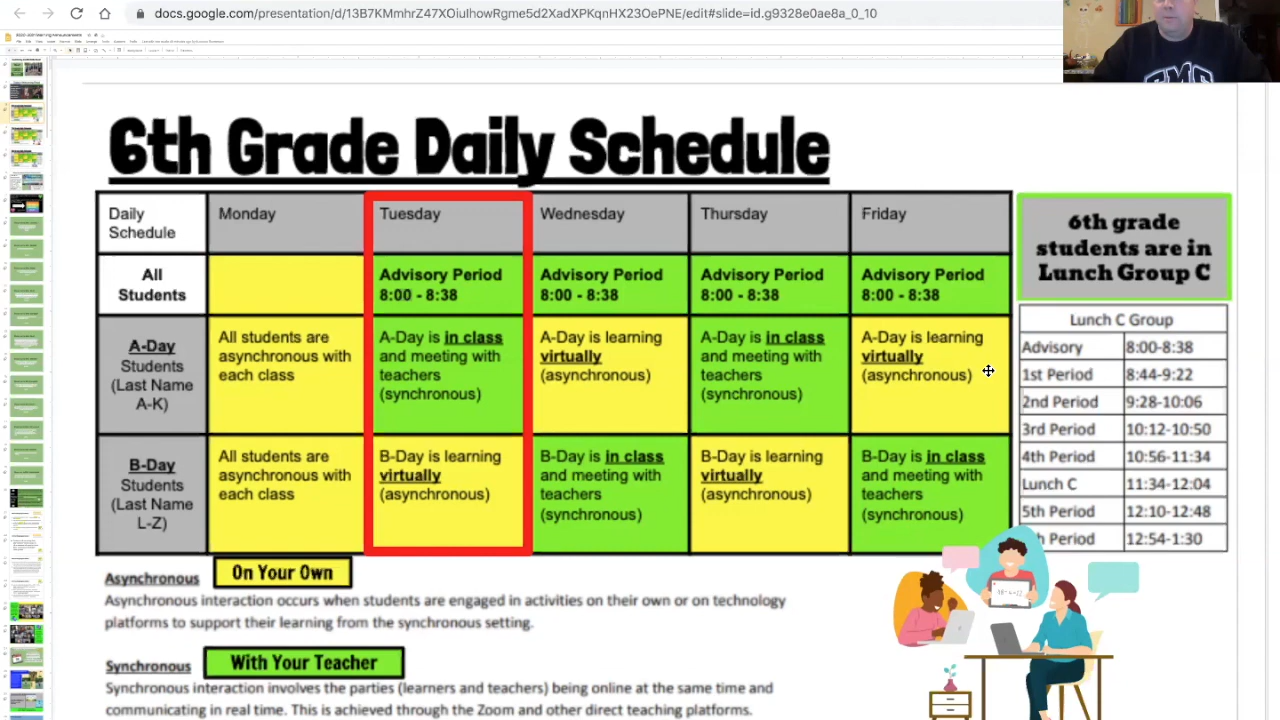 docs.google.com/presentation/d/13B7KMmhrZ47XOiuIhowRgme5d2XadXPKqnHX23OePNE/edit#slide=id.g9328e0ae8a_0_10
6th Grade Daily Schedule
Daily Schedule Monday Tuesday Wednesday Thursday Friday
All Students
Advisory Period 8:00 - 8:38
Advisory Period 8:00 - 8:38
Advisory Period 8:00 - 8:38
Advisory Period 8:00 - 8:38
A-Day Students (Last Name A-K)
All students are asynchronous with each class
A-Day is in class and meeting with teachers (synchronous)
A-Day is learning virtually (asynchronous)
A-Day is in class and meeting with teachers (synchronous)
A-Day is learning virtually (asynchronous)
B-Day Students (Last Name L-Z)
All students are asynchronous with each class
B-Day is learning virtually (asynchronous)
B-Day is in class and meeting with teachers (synchronous)
B-Day is learning virtually (asynchronous)
B-Day is in class and meeting with teachers (synchronous)
6th grade
students are in
Lunch Group C
Lunch C Group
Advisory 8:00-8:38
1st Period 8:44-9:22
2nd Period 9:28-10:06
3rd Period 10:12-10:50
4th Period 10:56-11:34
Lunch C 11:34-12:04
5th Period 12:10-12:48
Period 12:54-1:30
Asynchronous On Your Own
Asynchronous interaction occurs when students are engaged in activities on their own or on technology
platforms to support their learning from the synchronous setting.
Synchronous With Your Teacher
Synchronous interaction involves the parties (learners and teachers) being online at the same time and
communicating in real time. This is achieved through the Zoom and other direct teaching platforms.